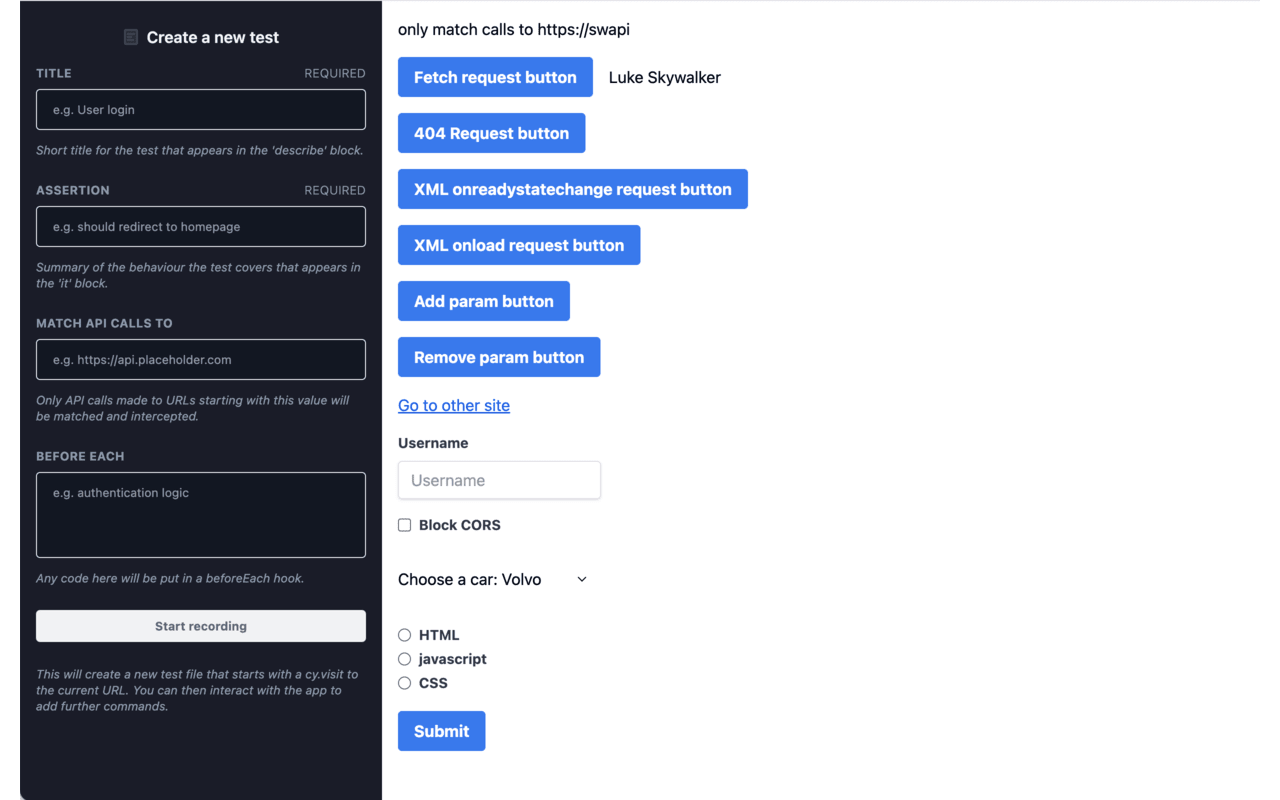 Create a new test
TITLE REQUIRED
e.g. User login
Short title for the test that appears in the 'describe' block.
ASSERTION REQUIRED
e.g. should redirect to homepage
Summary of the behaviour the test covers that appears in
the 'it' block.
MATCH API CALLS TO
e.g. https://api.placeholder.com
Only API calls made to URLs starting with this value will
be matched and intercepted.
BEFORE EACH
e.g. authentication logic
Any code here will be put in a beforeEach hook.
Start recording
This will create a new test file that starts with a cy.visit to
the current URL. You can then interact with the app to
add further commands.
only match calls to https://swapi
Fetch request button Luke Skywalker
404 Request button
XML onreadystatechange request button
XML onload request button
Add param button
Remove param button
Go to other site
Username
Username
Block CORS
Choose a car: Volvo
HTML
javascript
CSS
Submit